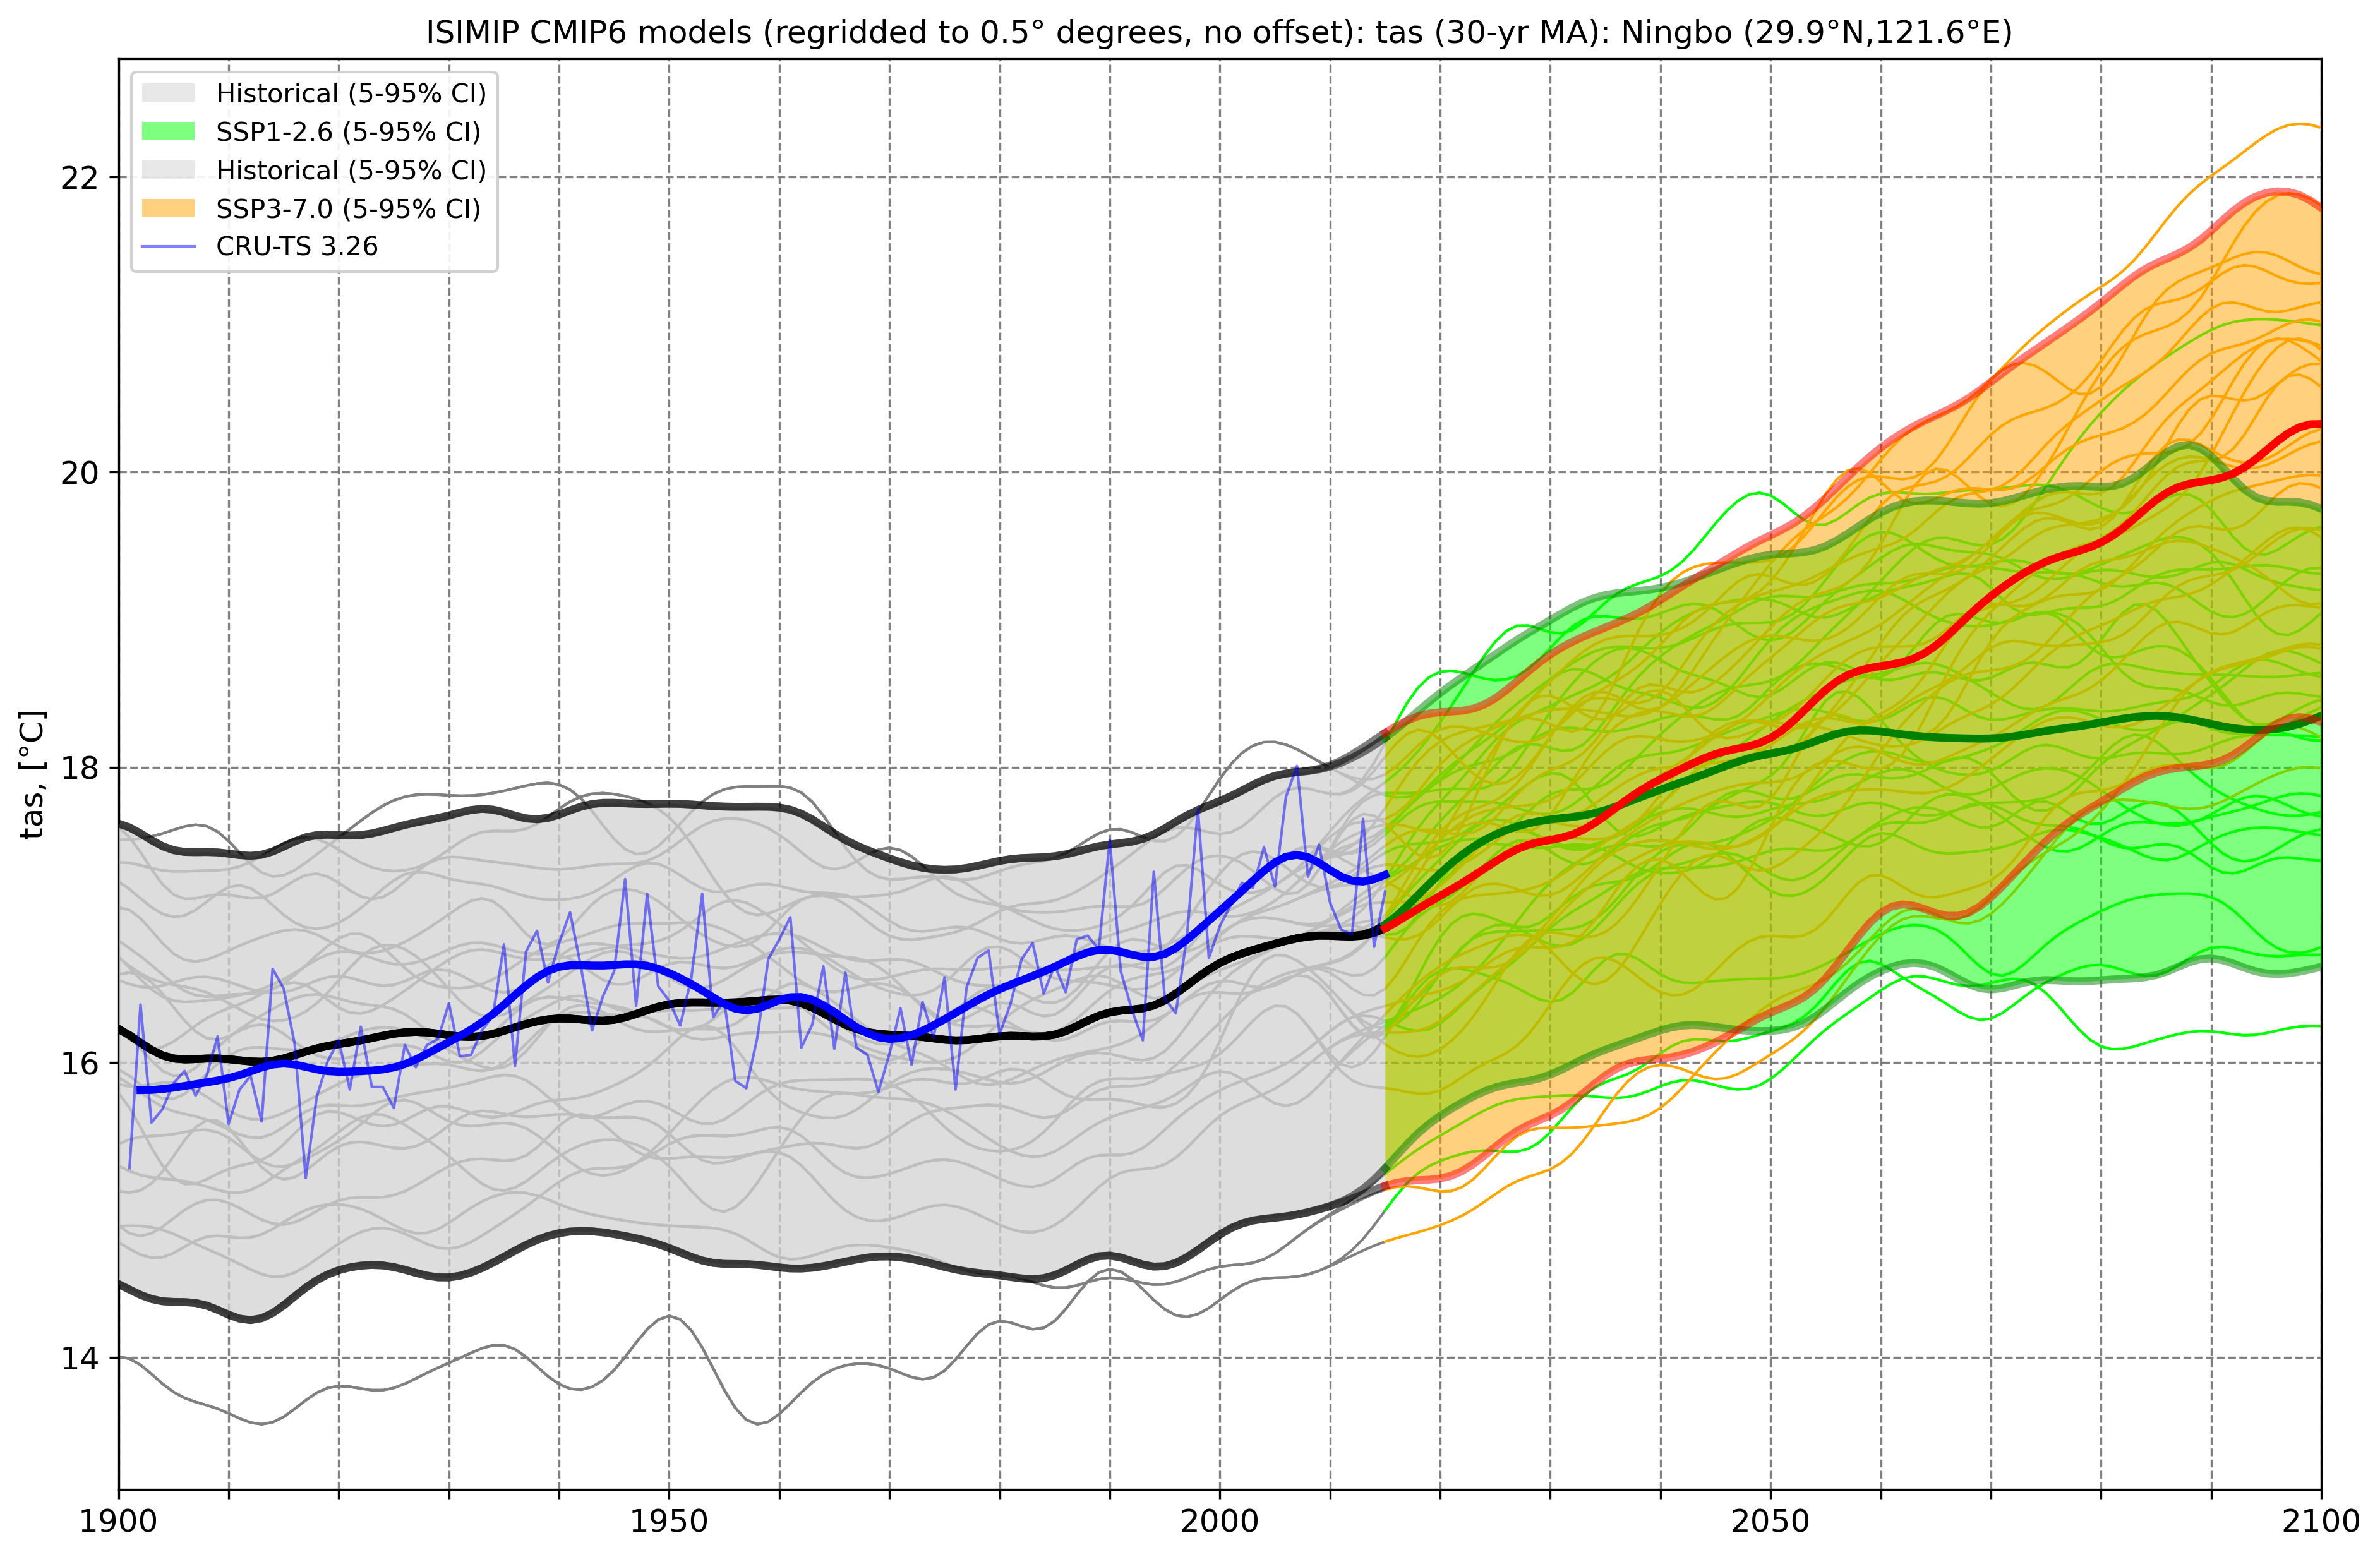 ISIMIP CMIP6 models (regridded to 0.5° degrees, no offset): tas (30-yr MA): Ningbo (29.9°N,121.6°E)
Historical (5-95% CI)
SSP1-2.6 (5-95% CI)
Historical (5-95% CI)
SSP3-7.0 (5-95% CI)
CRU-TS 3.26
tas, [°C]
22
20
18
16
14
1900
1950
2000
2050
2100